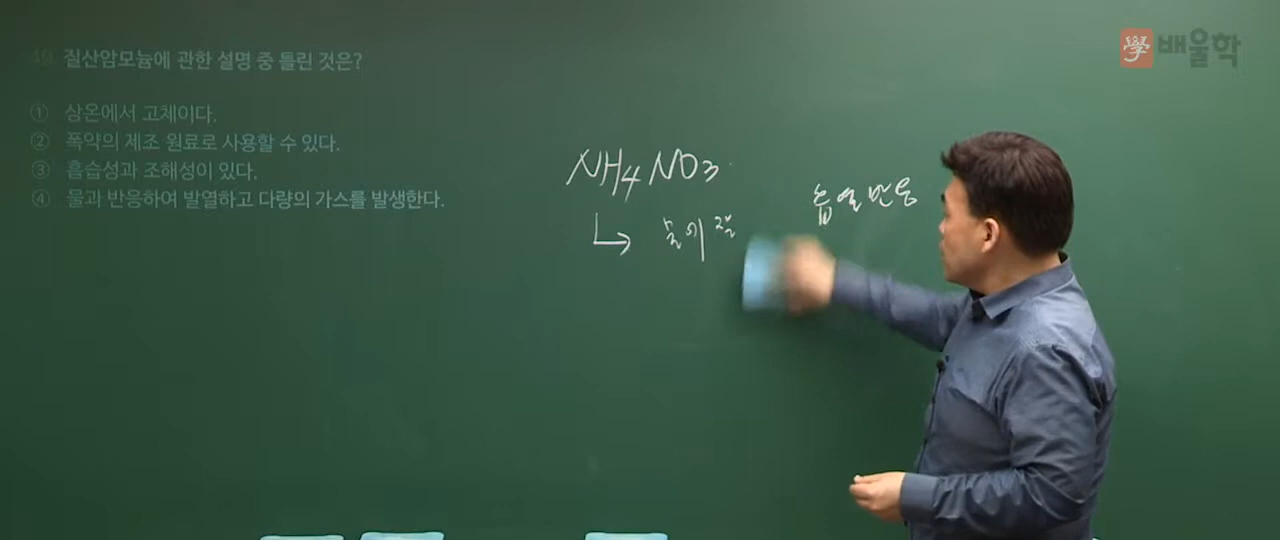 49. 질산암모늄에 관한 설명 중 틀린 것은?
① 상온에서 고체이다.
② 폭약의 제조 원료로 사용할 수 있다.
③ 흡습성과 조해성이 있다.
④ 물과 반응하여 발열하고 다량의 가스를 발생한다.
NH4NO3
물에 잘
흡열반응
學 배울학